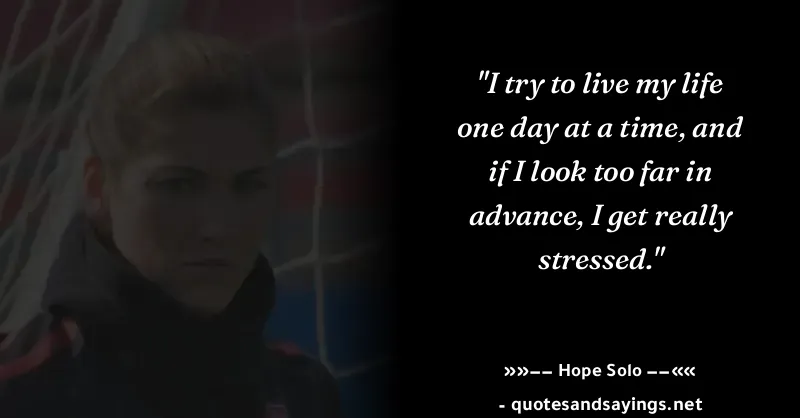 "I try to live my life
one day at a time, and
if I look too far in
advance, I get really
stressed."
»»−− Hope Solo −−««
- quotesandsayings.net